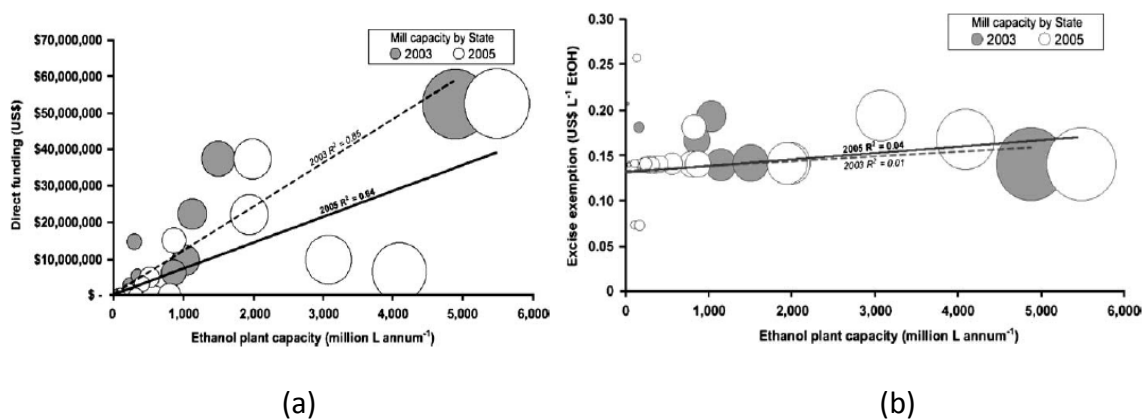 Mill capacity by State
2003 2005
Direct funding (US$)
$70,000,000
$60,000,000
$50,000,000
$40,000,000
$30,000,000
$20,000,000
$10,000,000
$ -
2003 R² = 0.85
2005 R² = 0.64
0 1,000 2,000 3,000 4,000 5,000 6,000
Ethanol plant capacity (million L annum⁻¹)
(a)
Mill capacity by State
2003 2005
Excise exemption (US$ L⁻¹ EtOH)
0.30
0.25
0.20
0.15
0.10
0.05
0.00
2005 R² = 0.04
2003 R² = 0.01
0 1,000 2,000 3,000 4,000 5,000 6,000
Ethanol plant capacity (million L annum⁻¹)
(b)